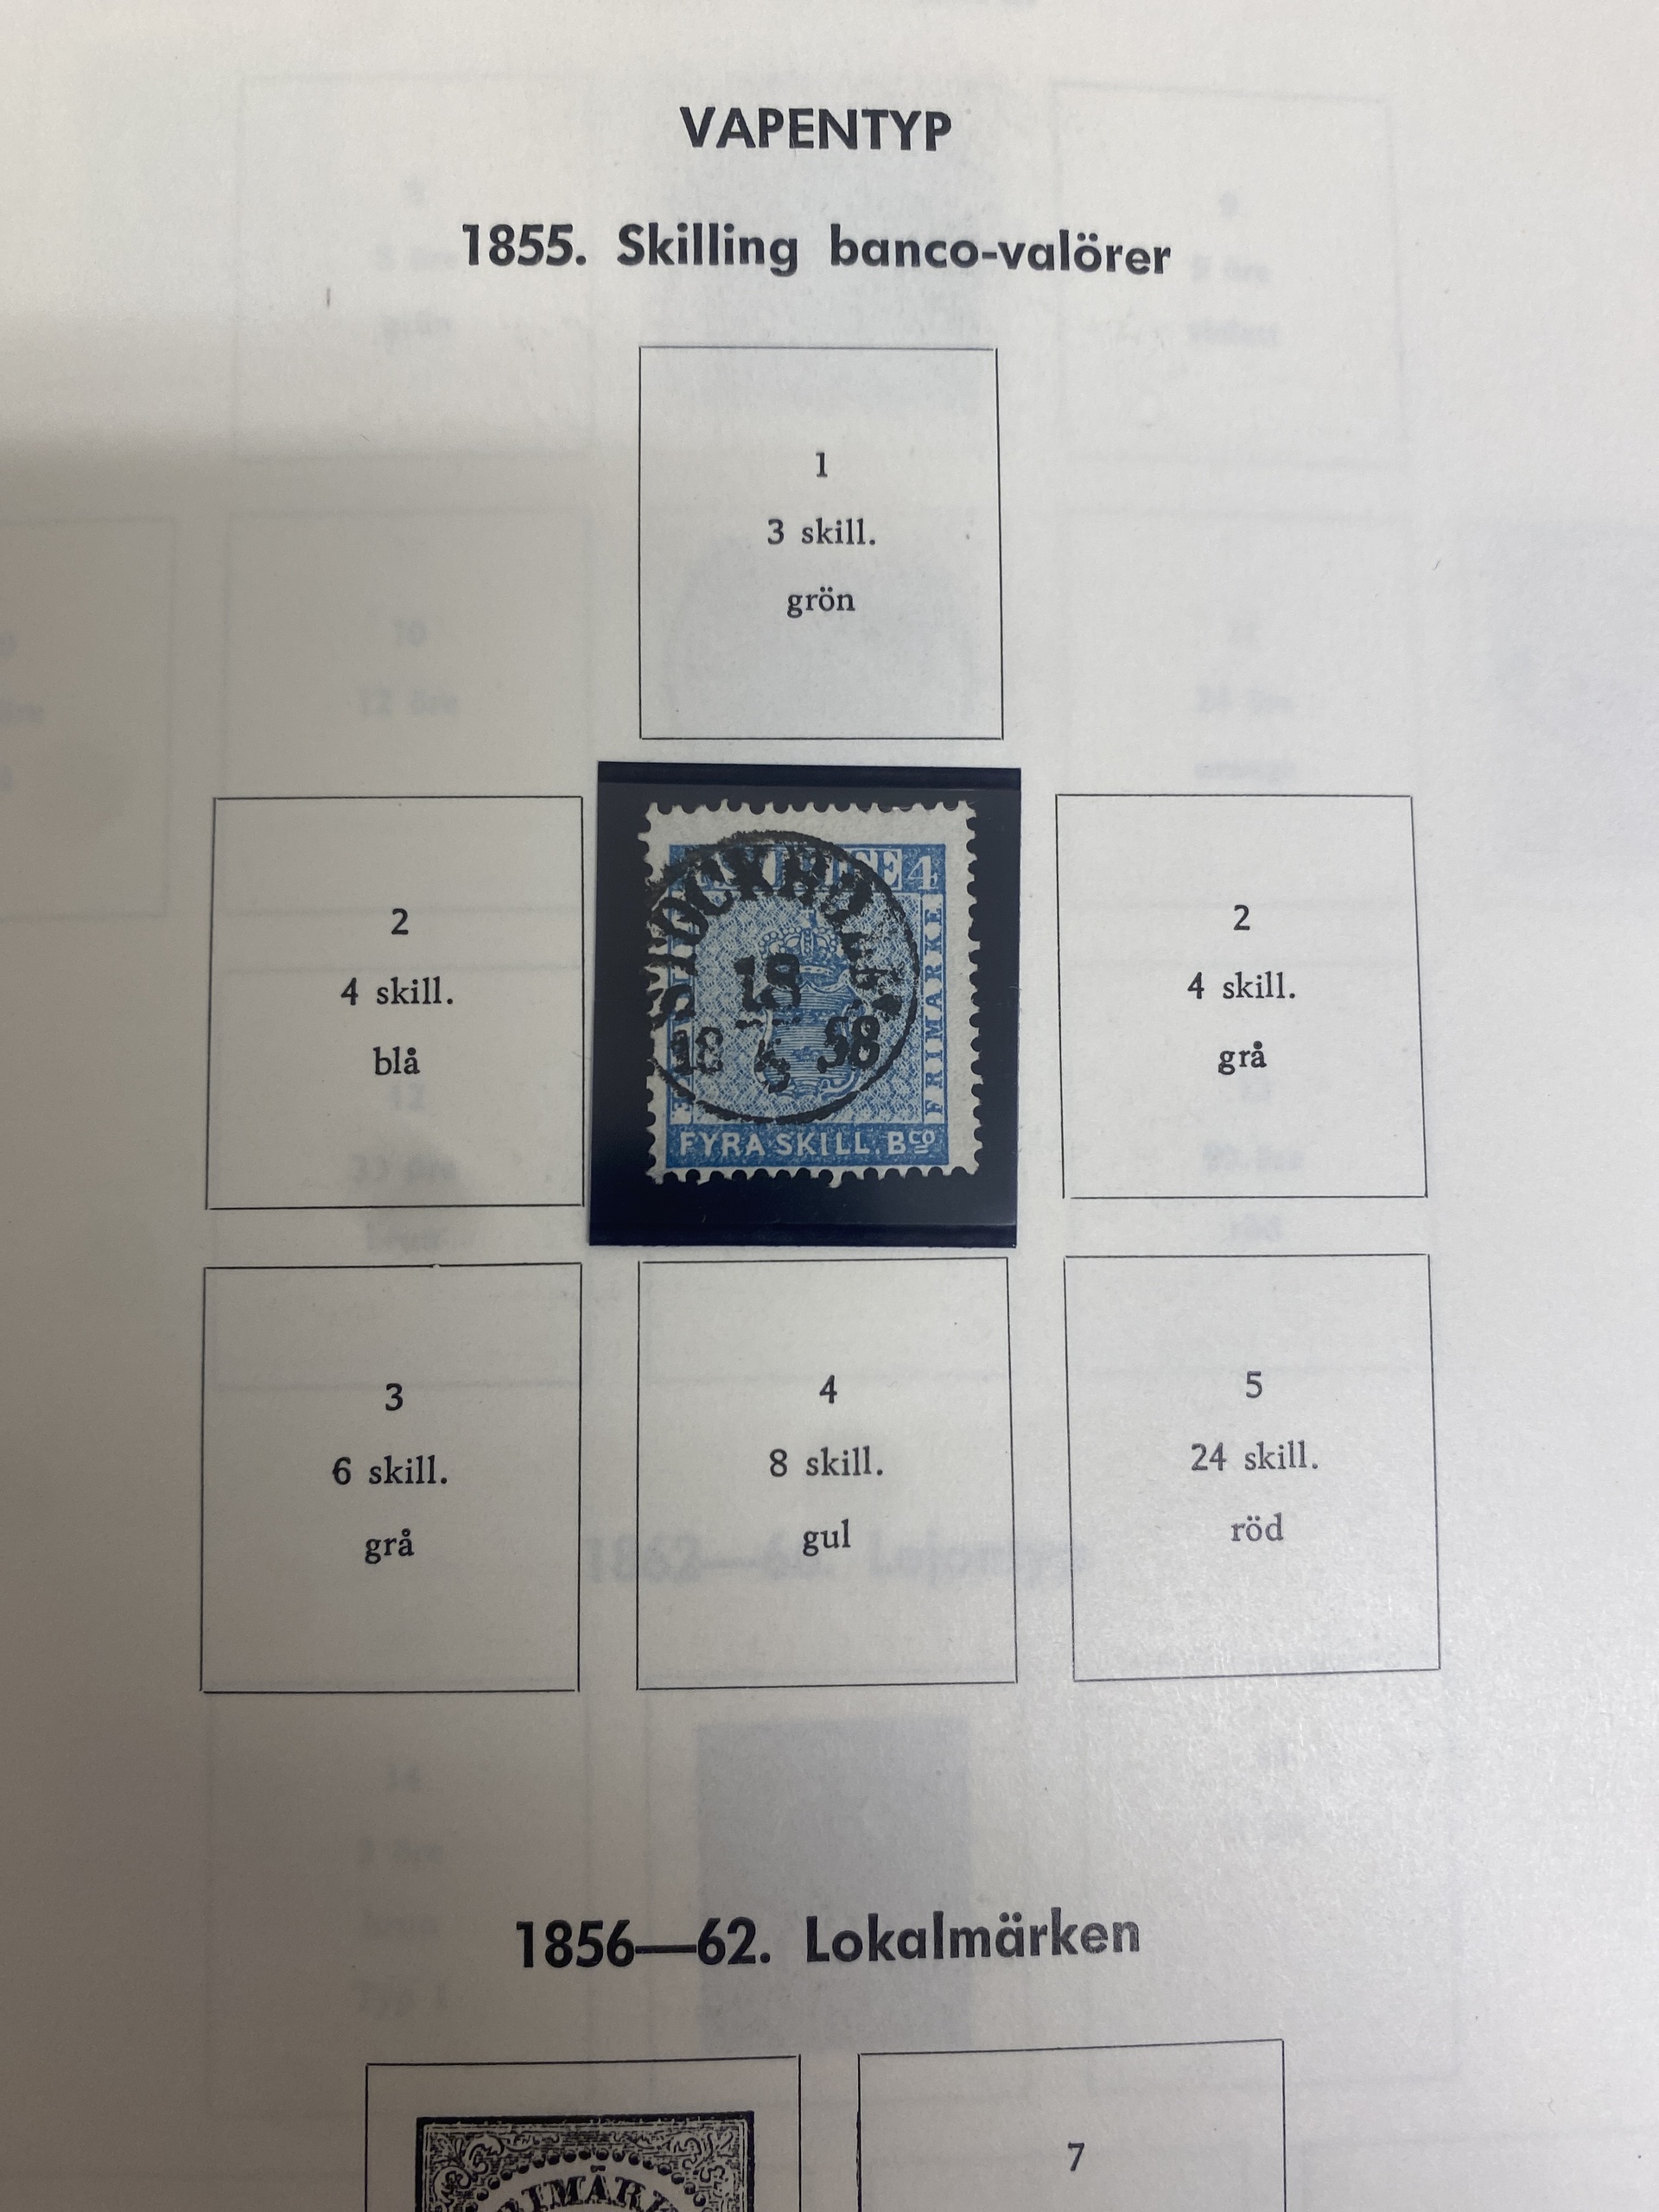 VAPENTYP
1855. Skilling banco-valörer
1
3 skill.
grön
2
4 skill.
blå
4
FRIMÄRKE
STOCKHOLM
18
5
18 58
FYRA SKILL. Bco
2
4 skill.
grå
3
6 skill.
grå
4
8 skill.
gul
5
24 skill.
röd
1856—62. Lokalmärken
7